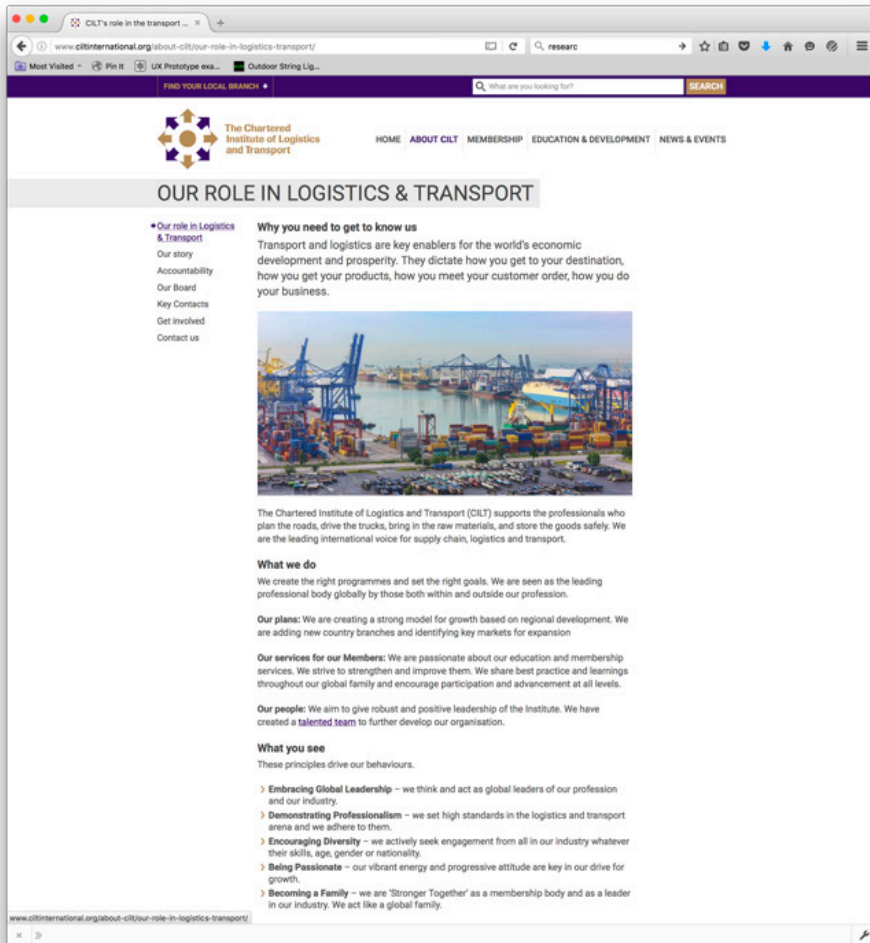 CILT's role in the transport ...
www.ciltinternational.org/about-cilt/our-role-in-logistics-transport/
researc
Most Visited
Pin It
UX Prototype exa...
Outdoor String Lig...
FIND YOUR LOCAL BRANCH
What are you looking for?
SEARCH
The Chartered
Institute of Logistics
and Transport
HOME ABOUT CILT MEMBERSHIP EDUCATION & DEVELOPMENT NEWS & EVENTS
OUR ROLE IN LOGISTICS & TRANSPORT
Our role in Logistics
& Transport
Our story
Accountability
Our Board
Key Contacts
Get involved
Contact us
Why you need to get to know us
Transport and logistics are key enablers for the world's economic
development and prosperity. They dictate how you get to your destination,
how you get your products, how you meet your customer order, how you do
your business.
The Chartered Institute of Logistics and Transport (CILT) supports the professionals who
plan the roads, drive the trucks, bring in the raw materials, and store the goods safely. We
are the leading international voice for supply chain, logistics and transport.
What we do
We create the right programmes and set the right goals. We are seen as the leading
professional body globally by those both within and outside our profession.
Our plans: We are creating a strong model for growth based on regional development. We
are adding new country branches and identifying key markets for expansion
Our services for our Members: We are passionate about our education and membership
services. We strive to strengthen and improve them. We share best practice and learnings
throughout our global family and encourage participation and advancement at all levels.
Our people: We aim to give robust and positive leadership of the Institute. We have
created a talented team to further develop our organisation.
What you see
These principles drive our behaviours.
Embracing Global Leadership – we think and act as global leaders of our profession
and our industry.
Demonstrating Professionalism – we set high standards in the logistics and transport
arena and we adhere to them.
Encouraging Diversity – we actively seek engagement from all in our industry whatever
their skills, age, gender or nationality.
Being Passionate – our vibrant energy and progressive attitude are key in our drive for
growth.
Becoming a Family – we are 'Stronger Together' as a membership body and as a leader
in our industry. We act like a global family.
www.ciltinternational.org/about-cilt/our-role-in-logistics-transport/